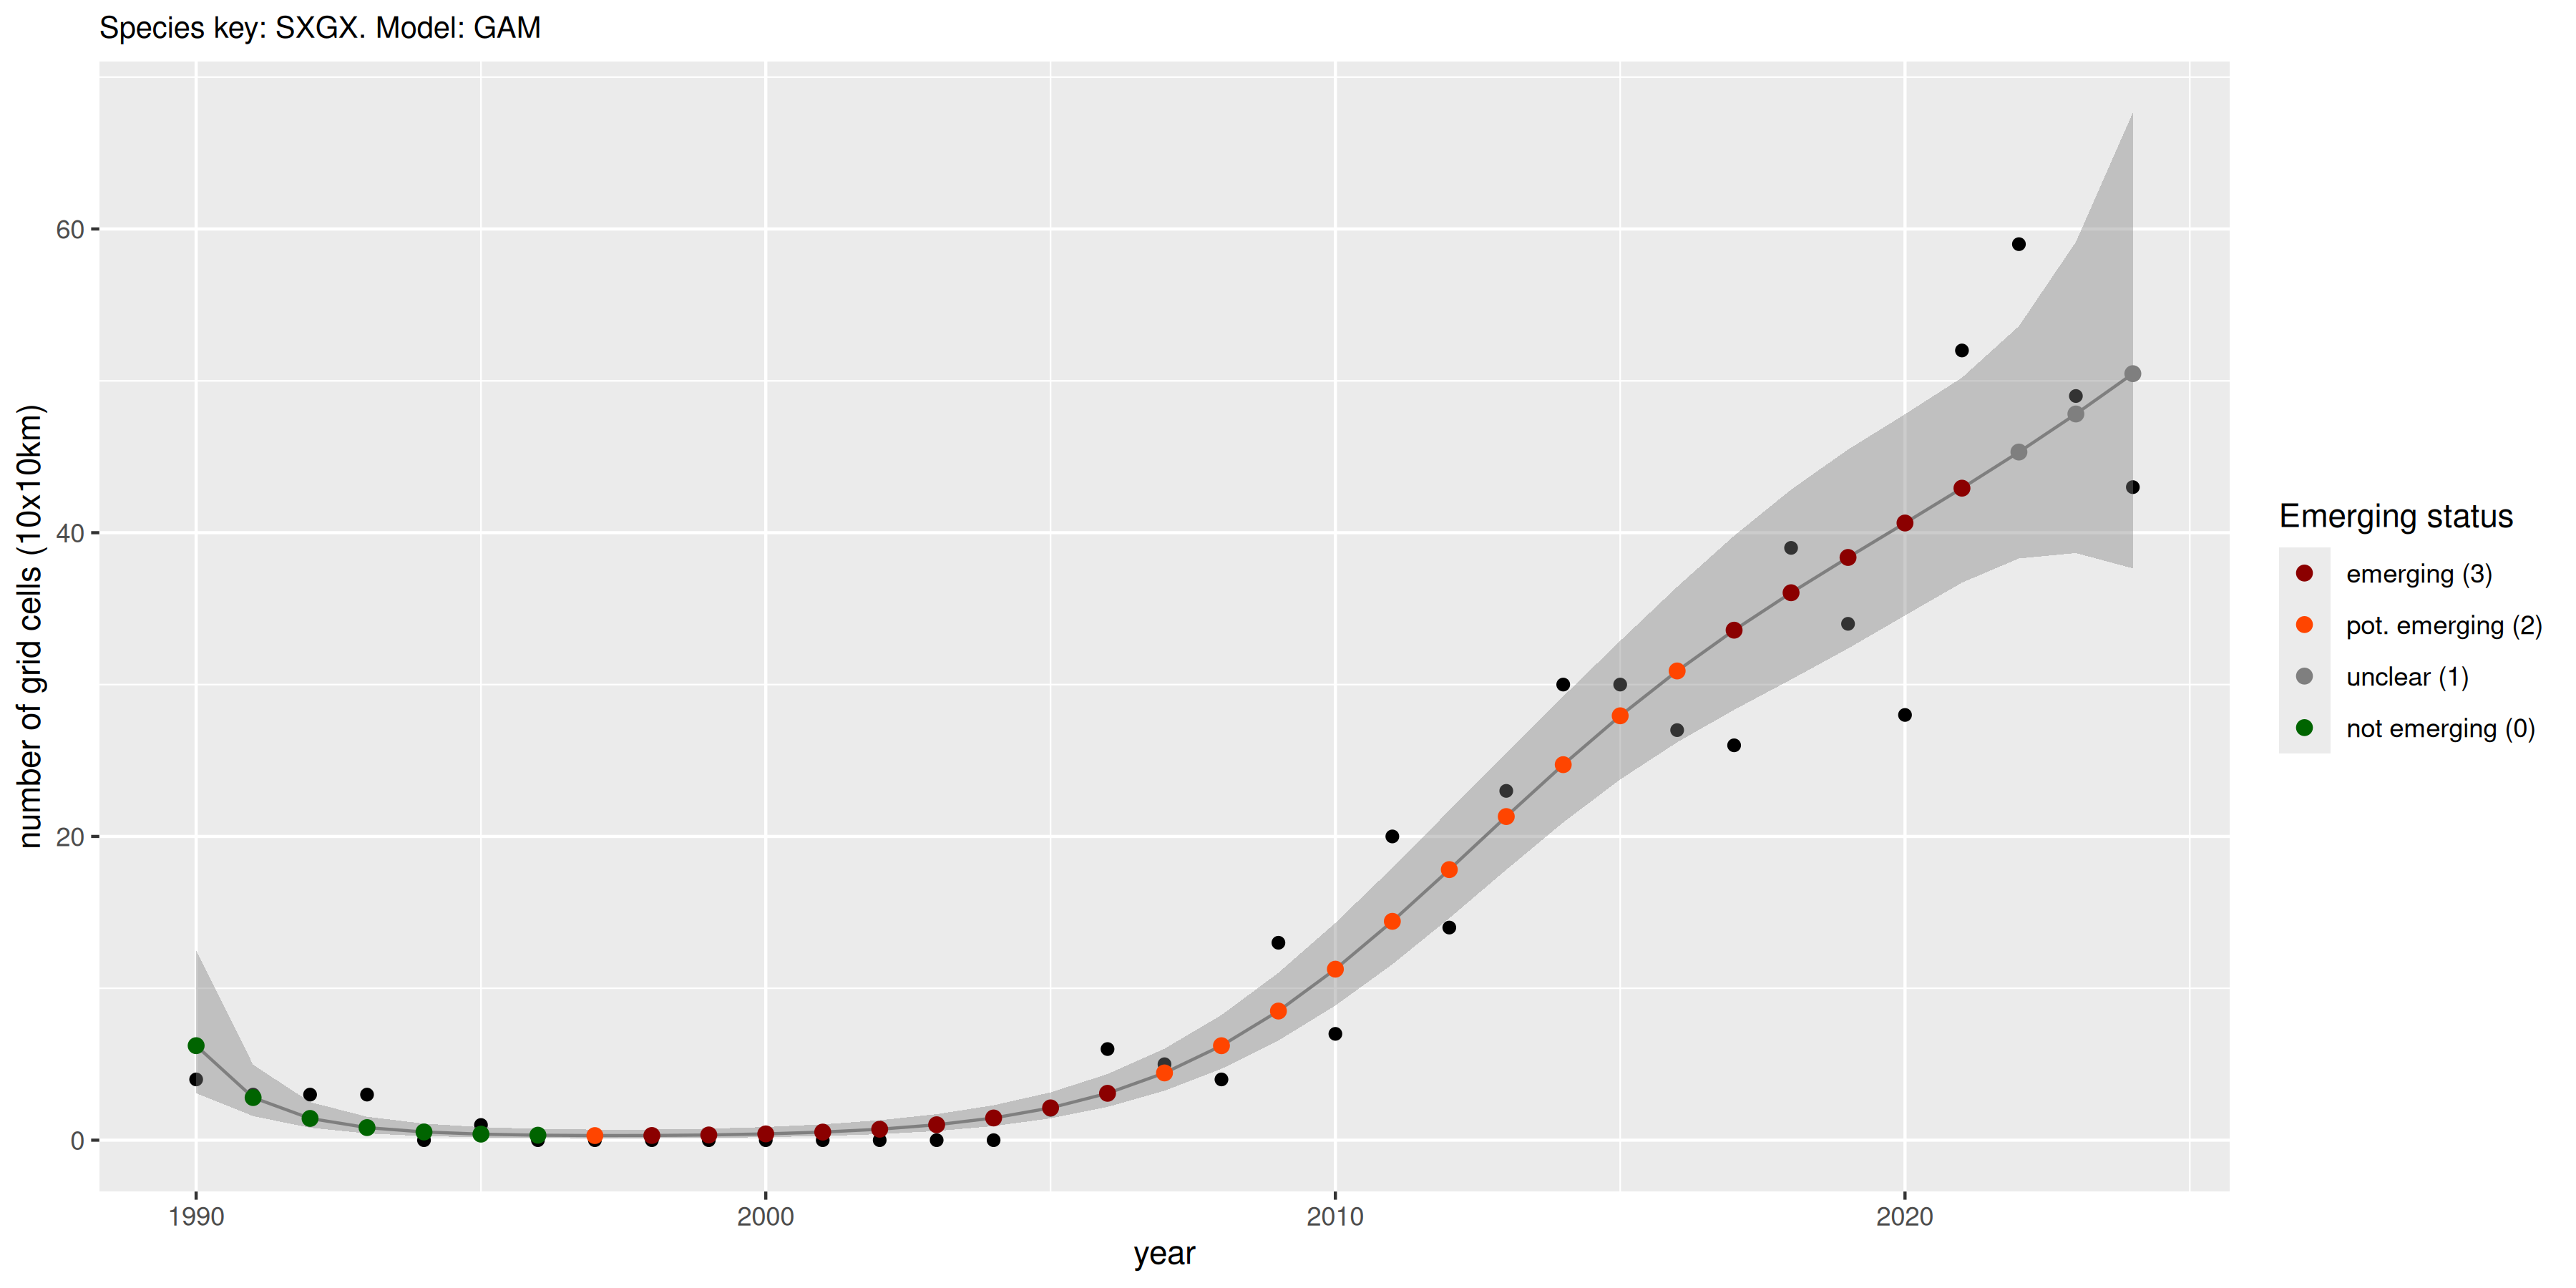 Species key: SXGX. Model: GAM
number of grid cells (10x10km)
60
40
20
0
1990
2000
2010
2020
year
Emerging status
emerging (3)
pot. emerging (2)
unclear (1)
not emerging (0)